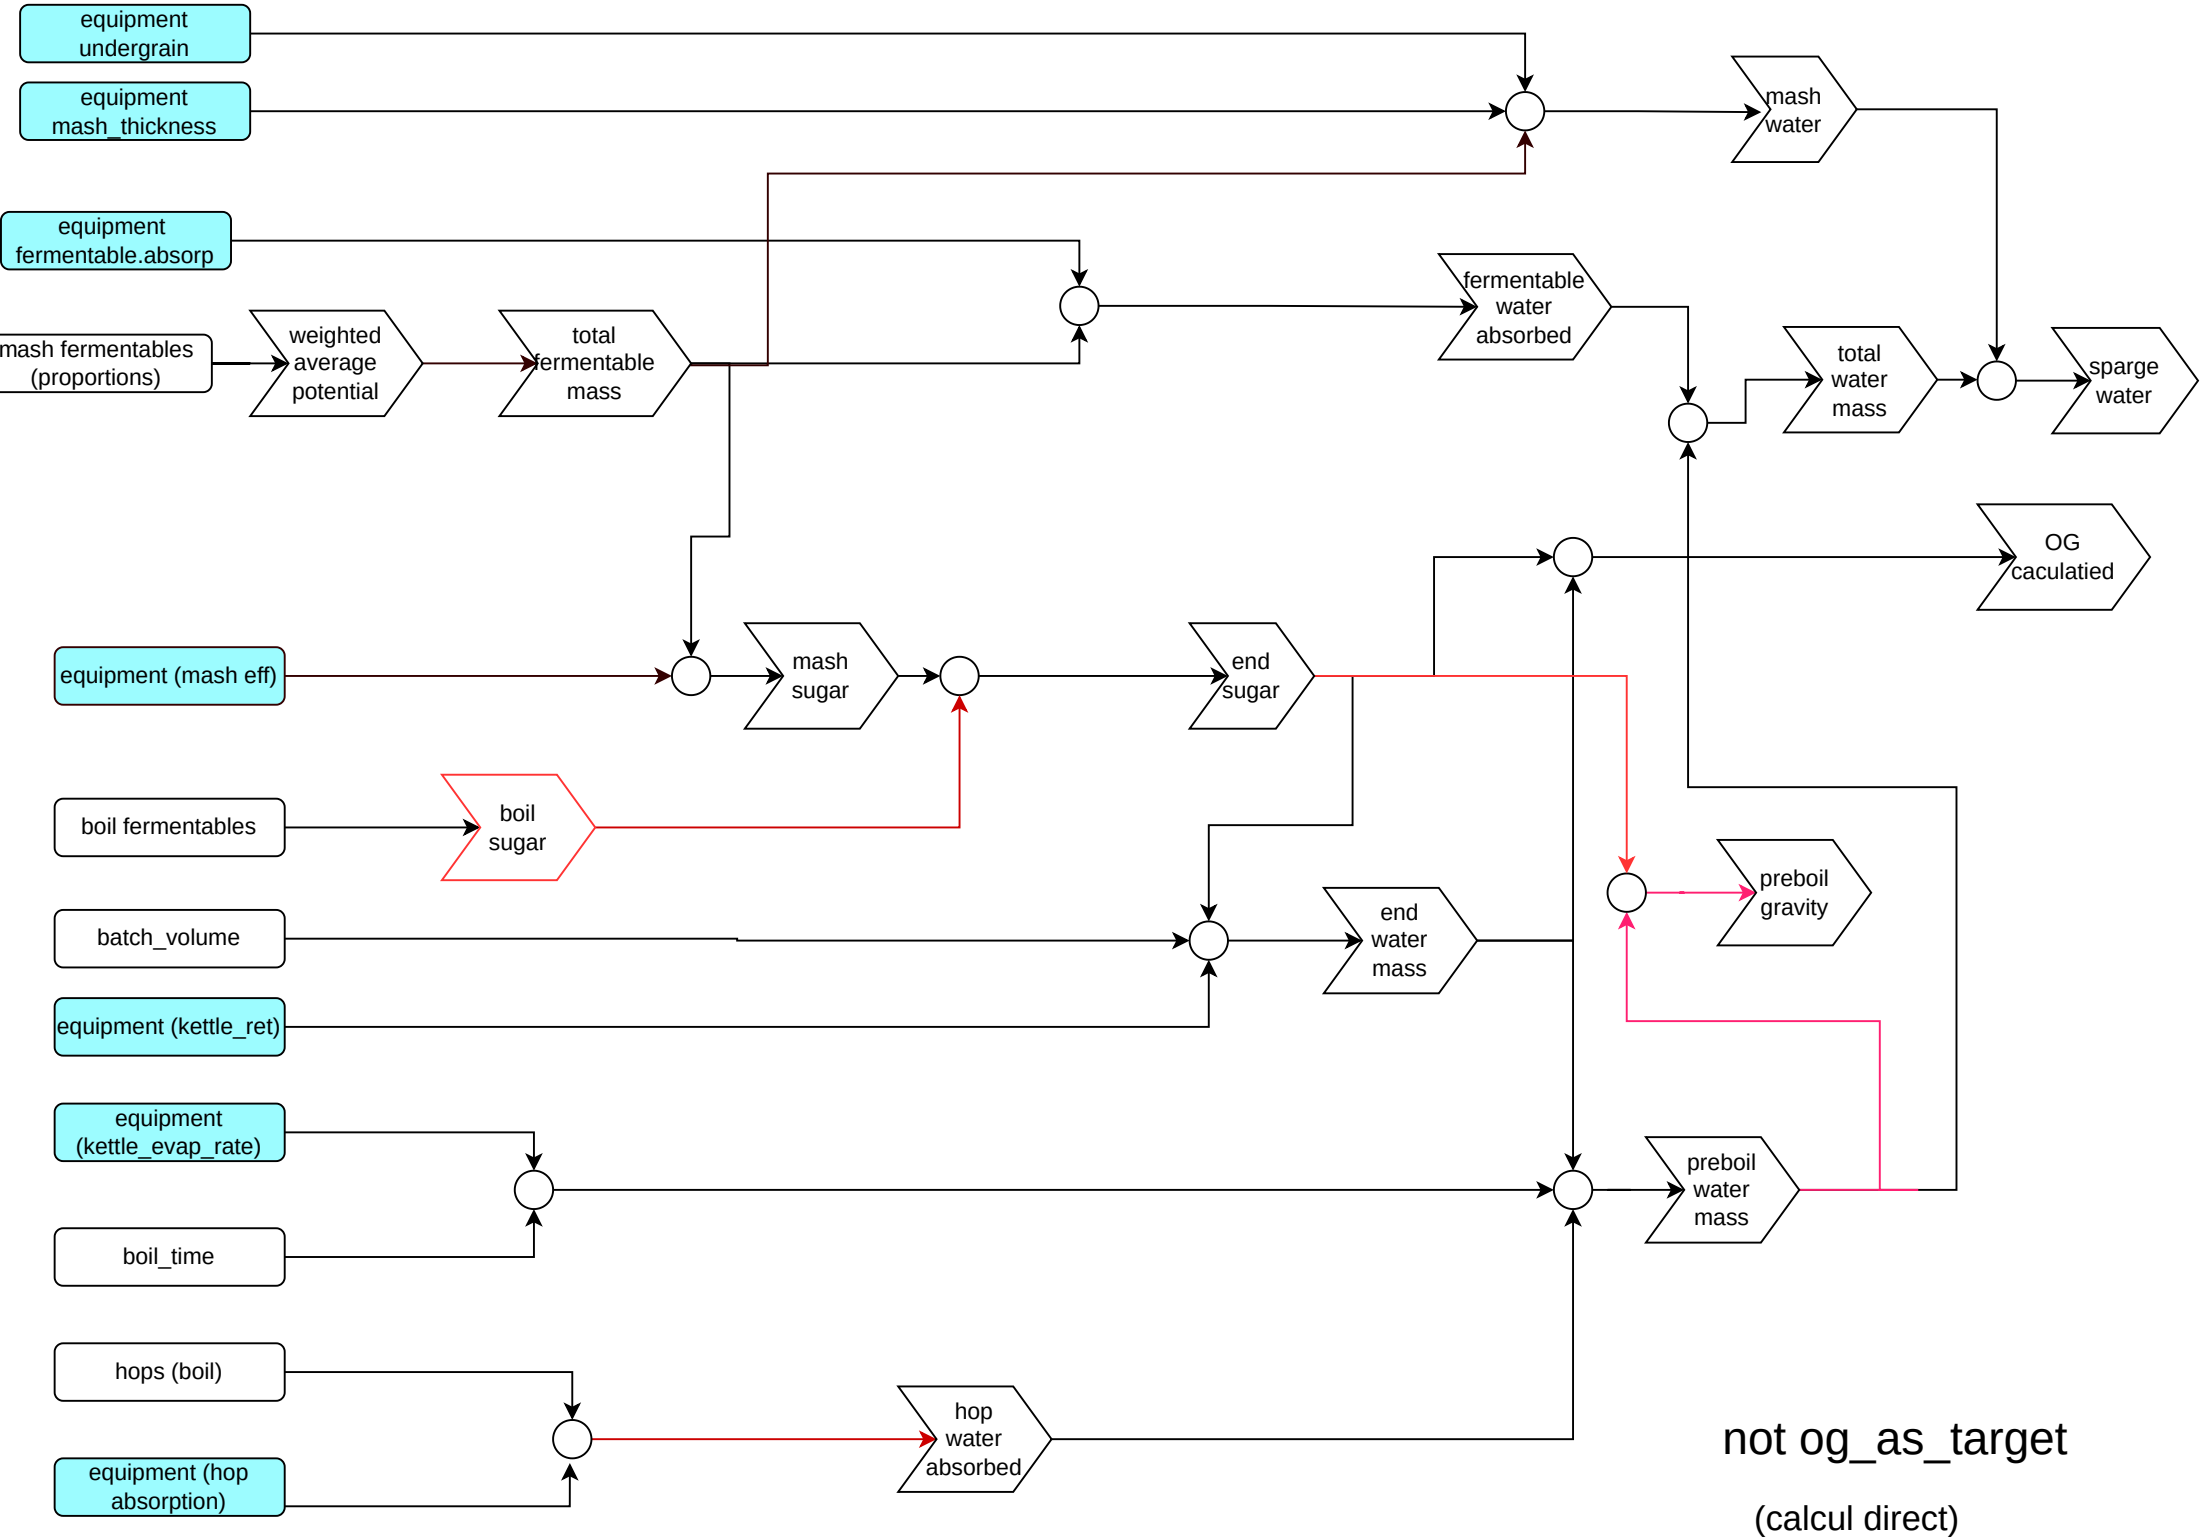 equipment
undergrain
equipment
mash_thickness
mash
water
equipment
fermentable.absorp
fermentable
water
absorbed
mash fermentables
(proportions)
weighted
average
potential
total
fermentable
mass
total
water
mass
sparge
water
OG
caculatied
equipment (mash eff)
mash
sugar
end
sugar
boil fermentables
boil
sugar
preboil
gravity
batch_volume
end
water
mass
equipment (kettle_ret)
equipment
(kettle_evap_rate)
preboil
water
mass
boil_time
hops (boil)
hop
water
absorbed
equipment (hop
absorption)
not og_as_target
(calcul direct)